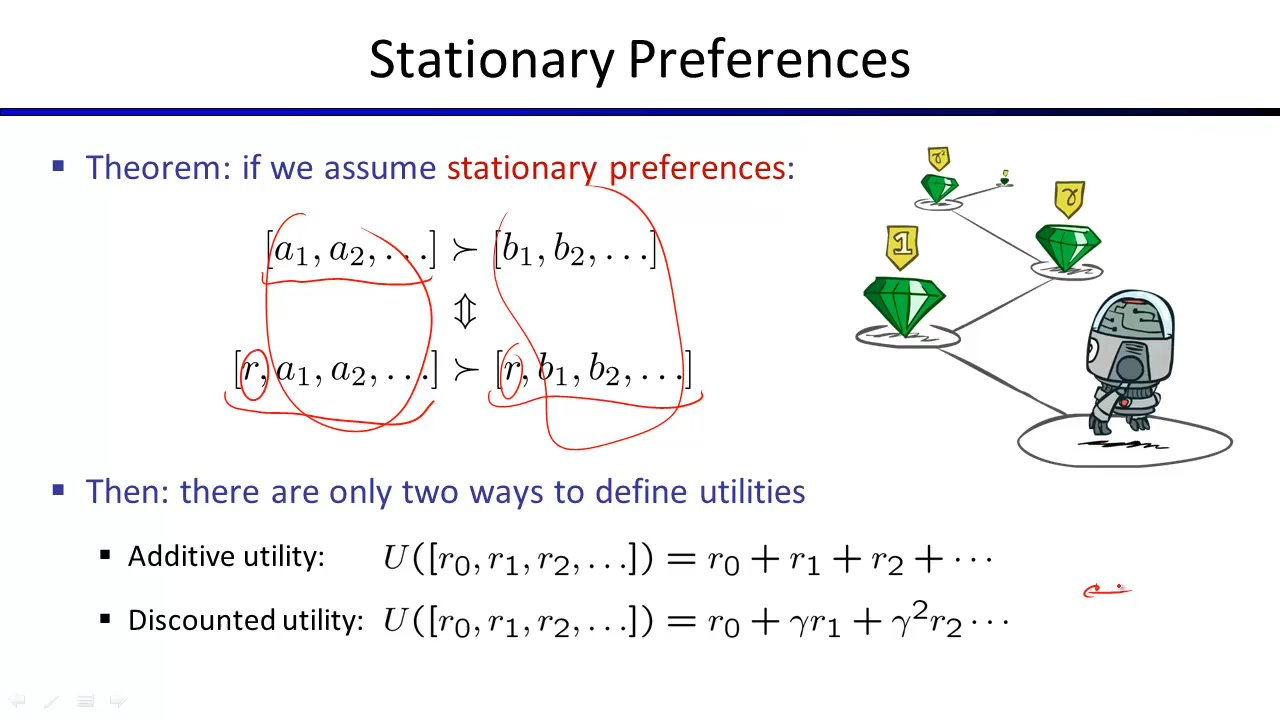 Stationary Preferences
Theorem: if we assume stationary preferences:
[a₁, a₂, . . .] ≻ [b₁, b₂, . . .]
⇕
[r, a₁, a₂, . . .] ≻ [r, b₁, b₂, . . .]
1
γ
γ²
Then: there are only two ways to define utilities
Additive utility: U([r₀, r₁, r₂, . . .]) = r₀ + r₁ + r₂ + ⋯
Discounted utility: U([r₀, r₁, r₂, . . .]) = r₀ + γr₁ + γ²r₂ ⋯